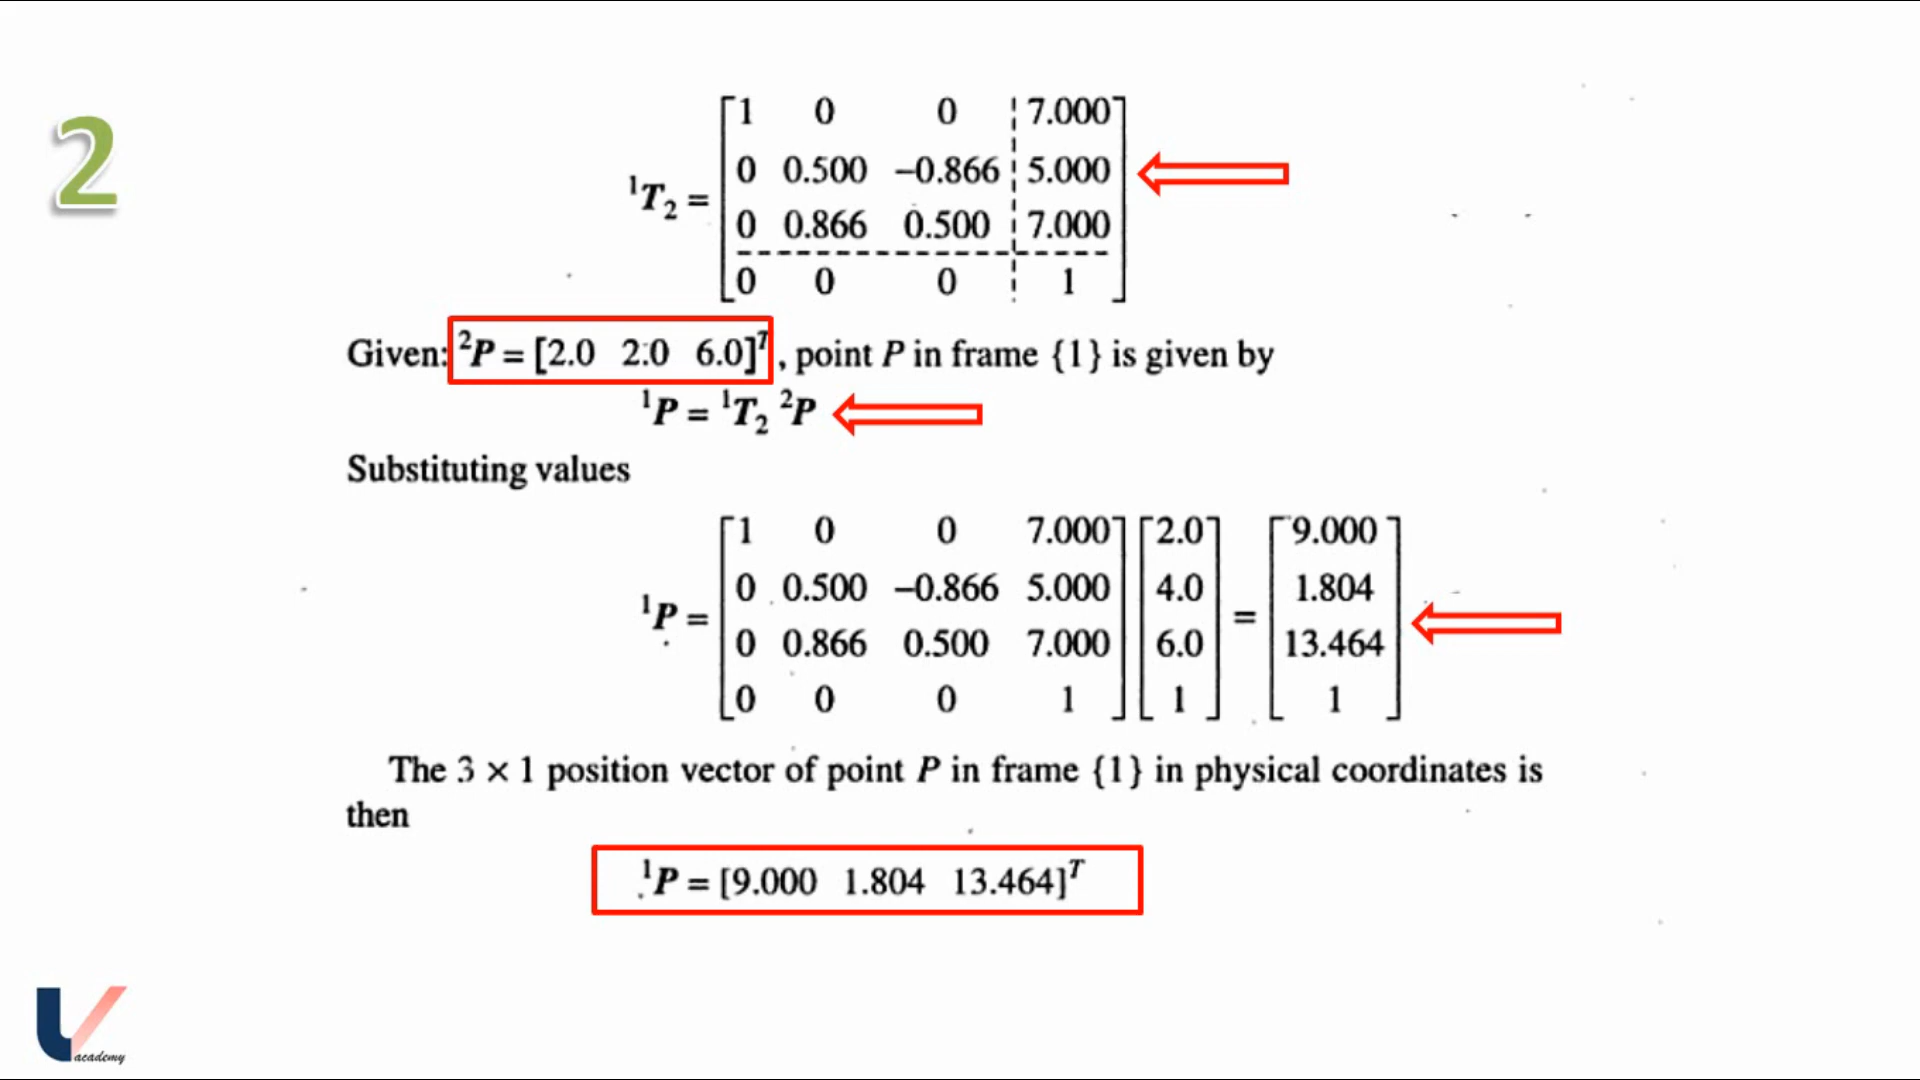 2
¹T₂ = [1 0 0 7.000
0 0.500 −0.866 5.000
0 0.866 0.500 7.000
0 0 0 1]
Given: ²P = [2.0 2.0 6.0]ᵀ, point P in frame {1} is given by
¹P = ¹T₂ ²P
Substituting values
¹P = [1 0 0 7.000] [2.0] = [9.000]
0 0.500 −0.866 5.000 4.0 1.804
0 0.866 0.500 7.000 6.0 13.464
0 0 0 1 1 1
The 3 × 1 position vector of point P in frame {1} in physical coordinates is
then
¹P = [9.000 1.804 13.464]ᵀ
academy